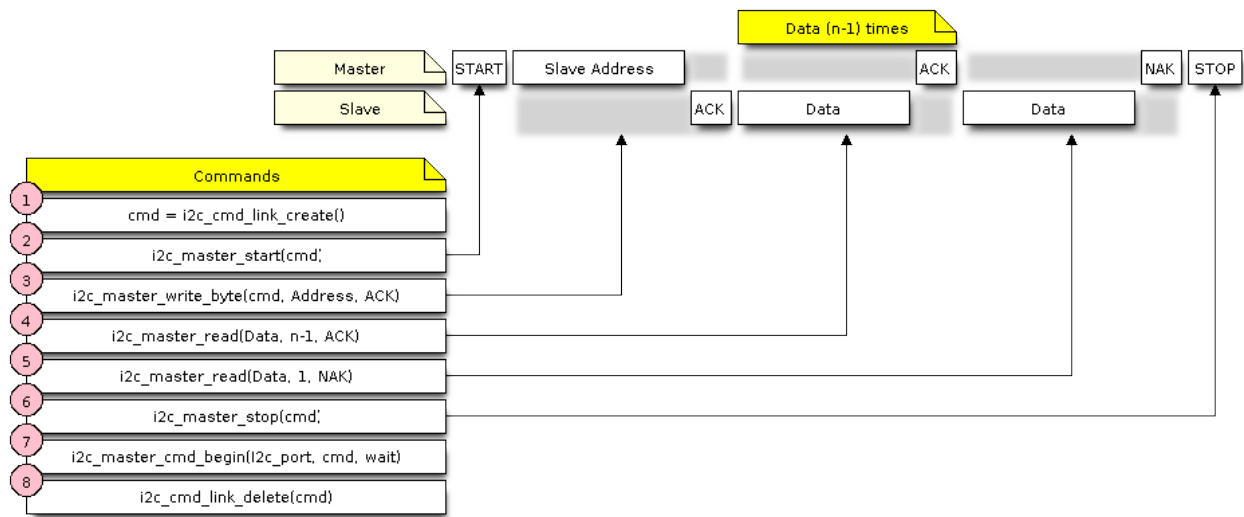 Data (n-1) times
Master START Slave Address ACK NAK STOP
Slave ACK Data Data
Commands
1
cmd = i2c_cmd_link_create()
2
i2c_master_start(cmd;
3
i2c_master_write_byte(cmd, Address, ACK)
4
i2c_master_read(Data, n-1, ACK)
5
i2c_master_read(Data, 1, NAK)
6
i2c_master_stop(cmd;
7
i2c_master_cmd_begin(I2c_port, cmd, wait)
8
i2c_cmd_link_delete(cmd)